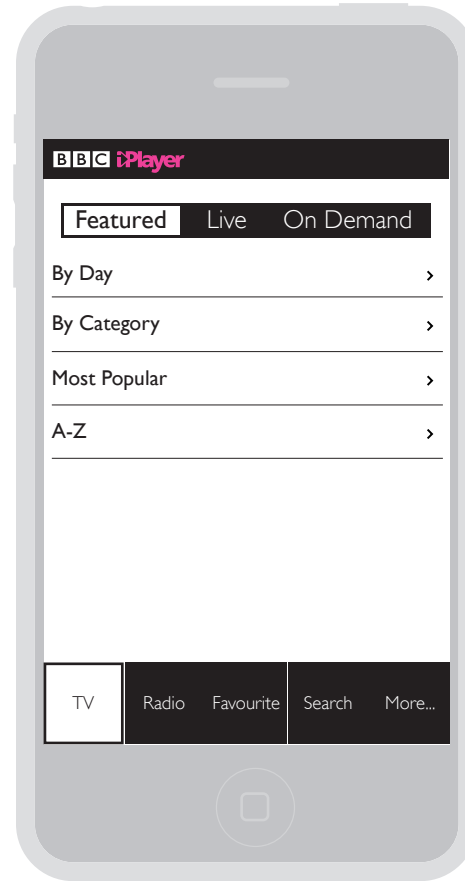 BBC iPlayer
Featured Live On Demand
By Day
By Category
Most Popular
A-Z
TV Radio Favourite Search More...